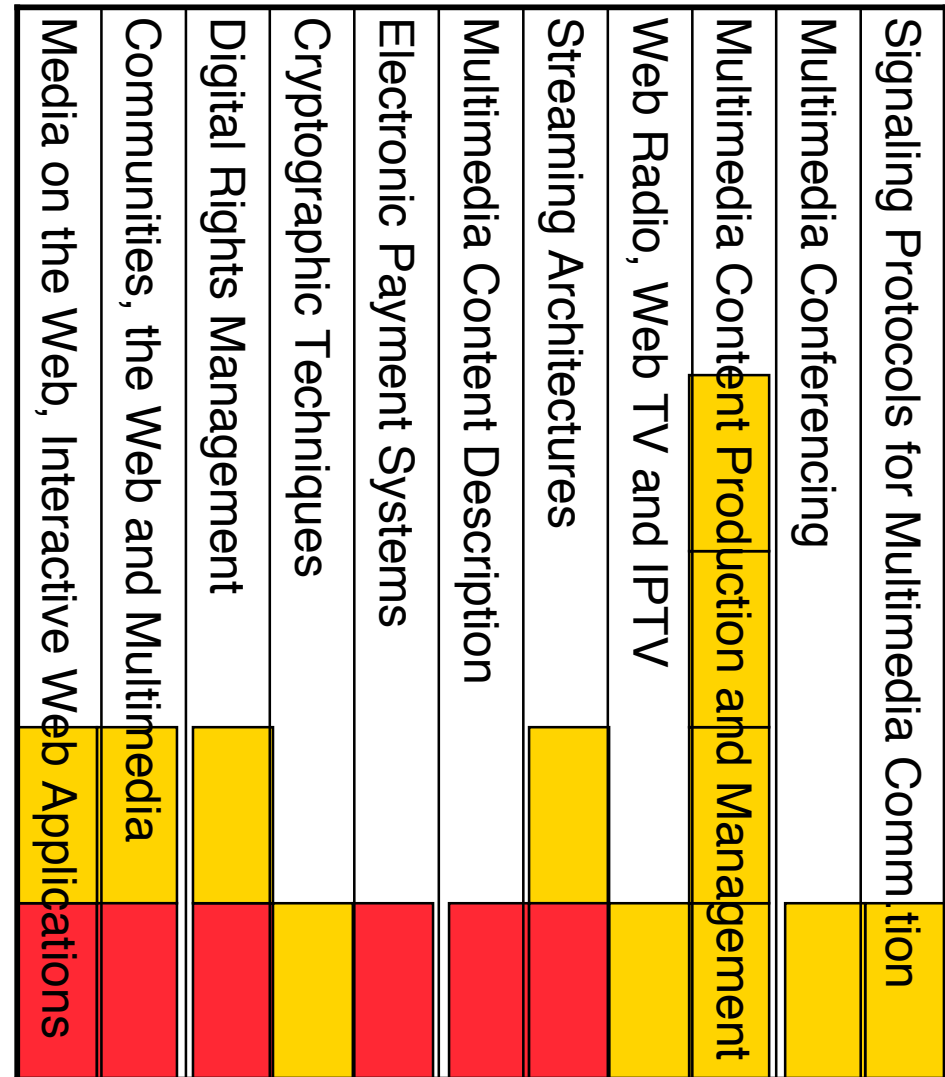 Signaling Protocols for Multimedia Comm.tion
Multimedia Conferencing
Multimedia Content Production and Management
Web Radio, Web TV and IPTV
Streaming Architectures
Multimedia Content Description
Electronic Payment Systems
Cryptographic Techniques
Digital Rights Management
Communities, the Web and Multimedia
Media on the Web, Interactive Web Applications